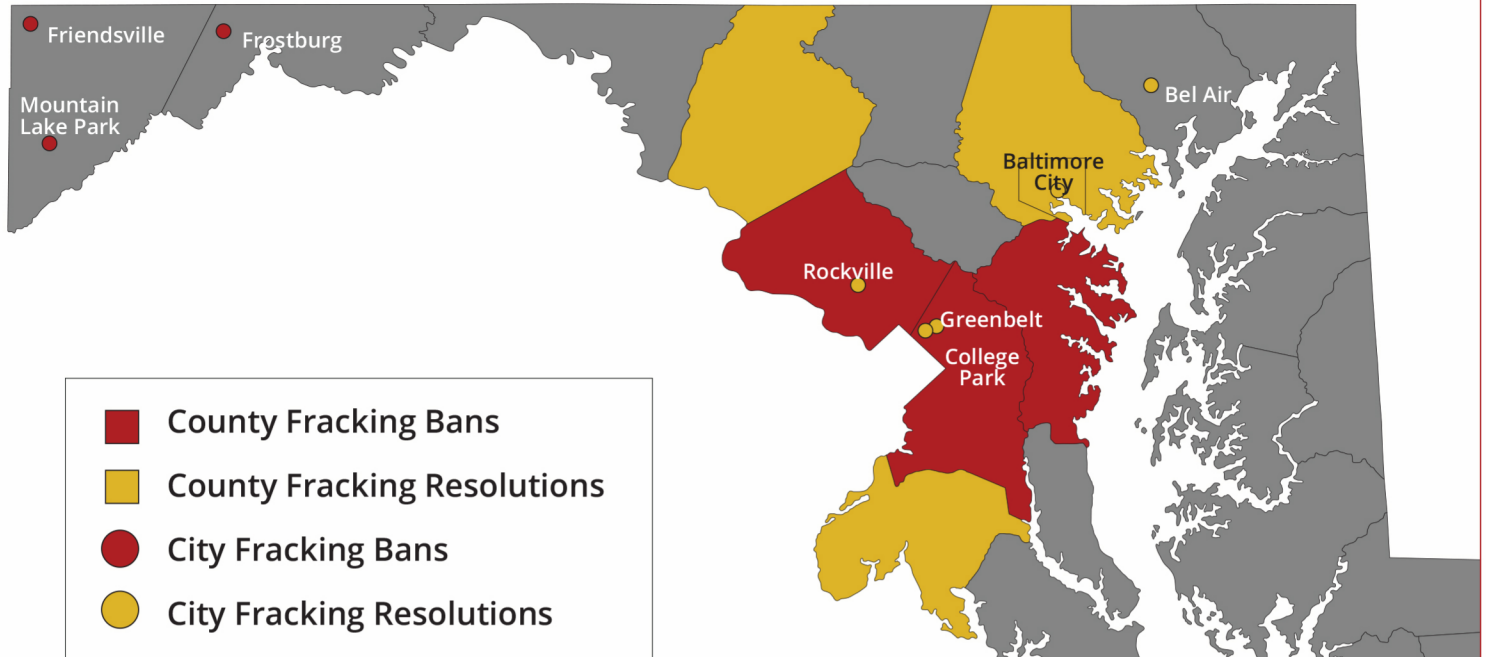 Friendsville
Frostburg
Mountain
Lake Park
Bel Air
Baltimore
City
Rockville
Greenbelt
College
Park
County Fracking Bans
County Fracking Resolutions
City Fracking Bans
City Fracking Resolutions